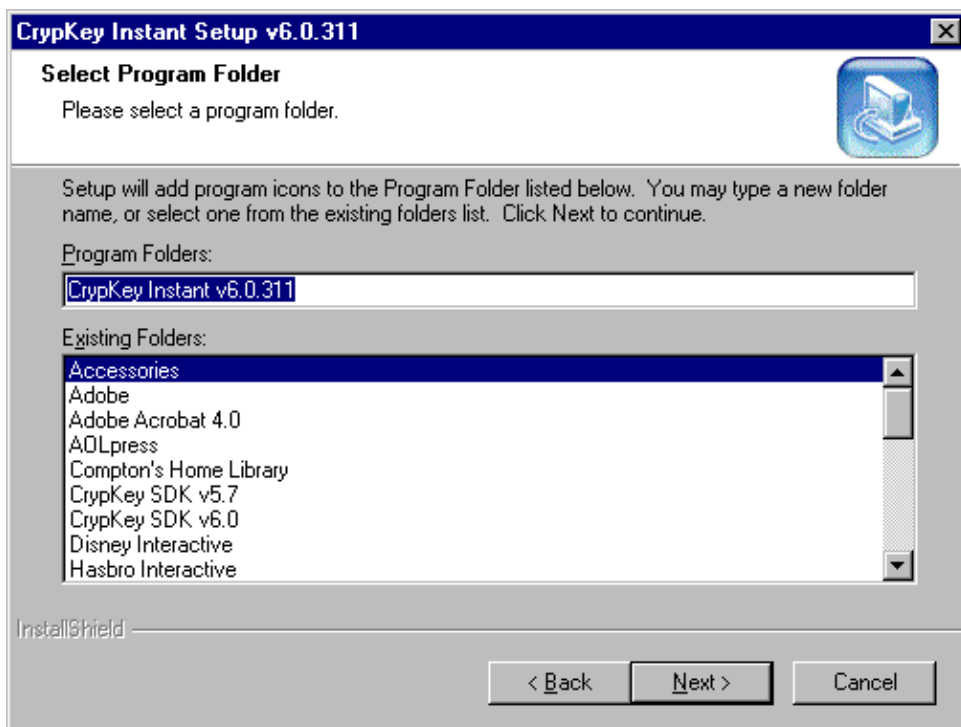 CrypKey Instant Setup v6.0.311
Select Program Folder
Please select a program folder.
Setup will add program icons to the Program Folder listed below.  You may type a new folder
name, or select one from the existing folders list.  Click Next to continue.
Program Folders:
CrypKey Instant v6.0.311
Existing Folders:
Accessories
Adobe
Adobe Acrobat 4.0
AOLpress
Compton's Home Library
CrypKey SDK v5.7
CrypKey SDK v6.0
Disney Interactive
Hasbro Interactive
InstallShield
< Back
Next >
Cancel